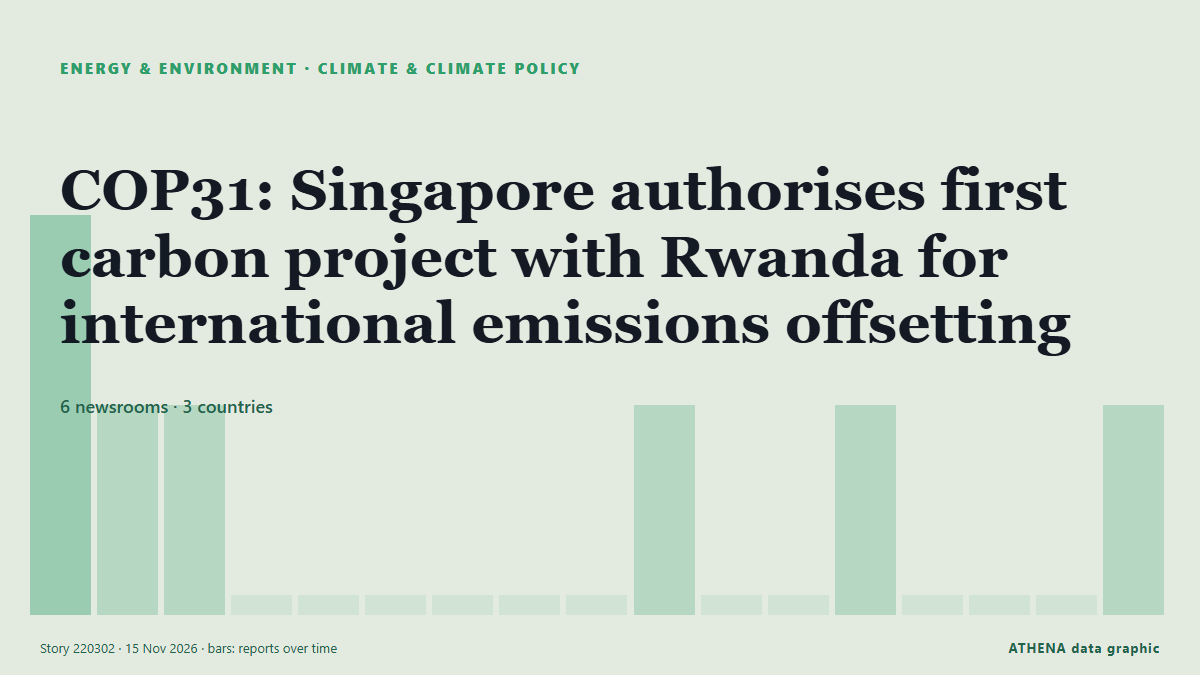 ENERGY & ENVIRONMENT · CLIMATE & CLIMATE POLICY
COP31: Singapore authorises first
carbon project with Rwanda for
international emissions offsetting
6 newsrooms · 3 countries
Story 220302 · 15 Nov 2026 · bars: reports over time
ATHENA data graphic